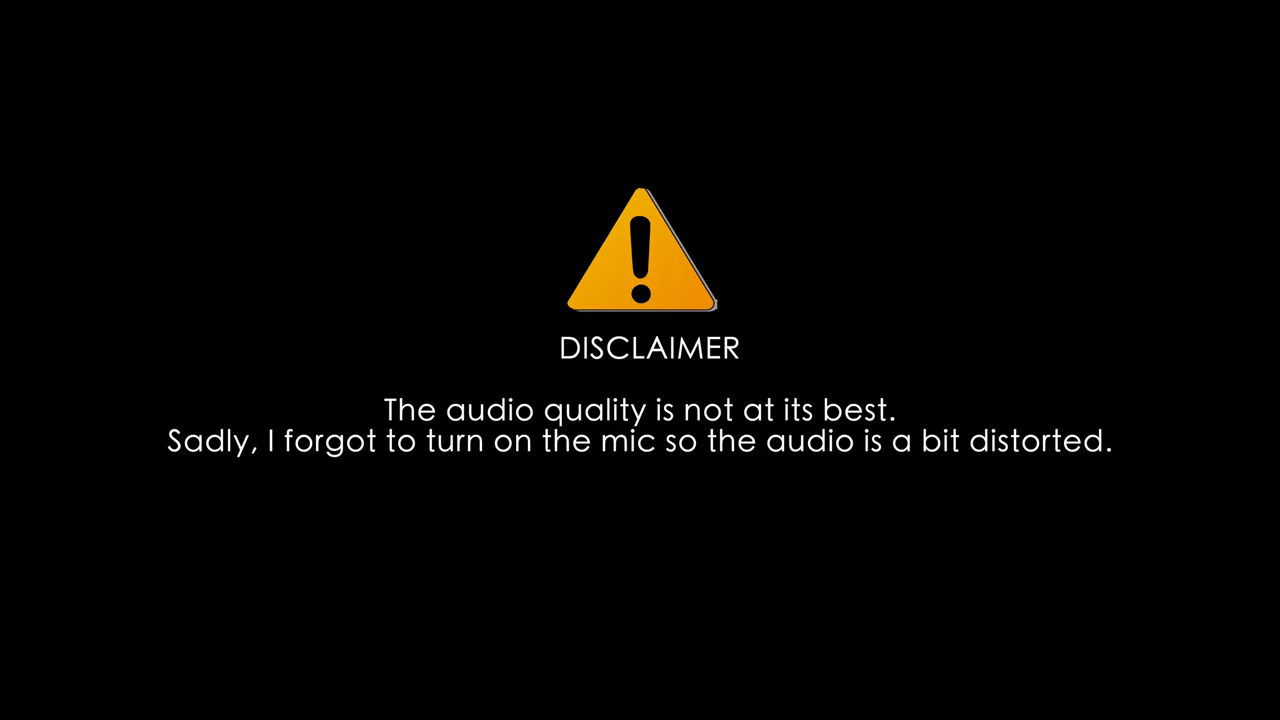 DISCLAIMER
The audio quality is not at its best.
Sadly, I forgot to turn on the mic so the audio is a bit distorted.